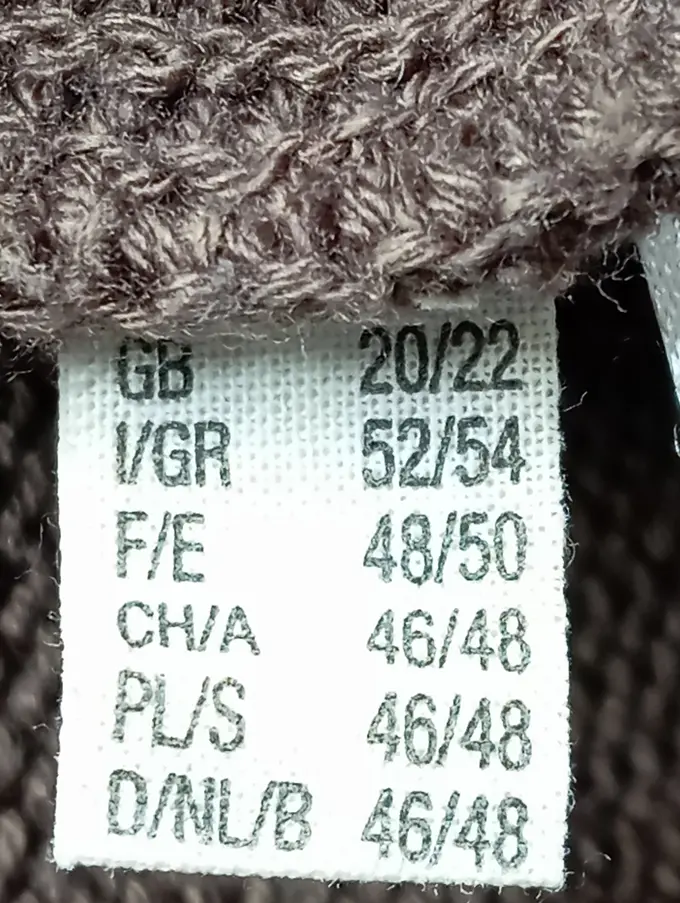 GB 20/22
I/GR 52/54
F/E 48/50
CH/A 46/48
PL/S 46/48
D/NL/B 46/48